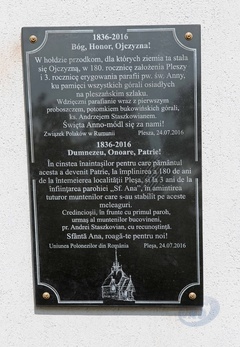 1836-2016
Bóg, Honor, Ojczyzna!
W hołdzie przodkom, dla których ziemia ta stała
się Ojczyzną, w 180. rocznicę założenia Pleszy
i 3. rocznicę erygowania parafii pw. św. Anny,
ku pamięci wszystkich górali osiadłych
na pleszańskim szlaku.
Wdzięczni parafianie wraz z pierwszym
proboszczem, potomkiem bukowińskich górali,
ks. Andrzejem Staszkowianem.
Święta Anno-módl się za nami!
Związek Polaków w Rumunii Plesza, 24.07.2016
1836-2016
Dumnezeu, Onoare, Patrie!
În cinstea înaintașilor pentru care pământul
acesta a devenit Patrie, la împlinirea a 180 de ani
de la întemeierea localității Pleșa, și la 3 ani de la
înființarea parohiei „Sf. Ana”, în amintirea
tuturor muntenilor care s-au stabilit pe aceste
meleaguri.
Credincioșii, în frunte cu primul paroh,
urmaș al muntenilor bucovineni,
pr. Andrei Staszkovian, cu recunoștință.
Sfântă Ana, roagă-te pentru noi!
Uniunea Polonezilor din România Pleșa, 24.07.2016